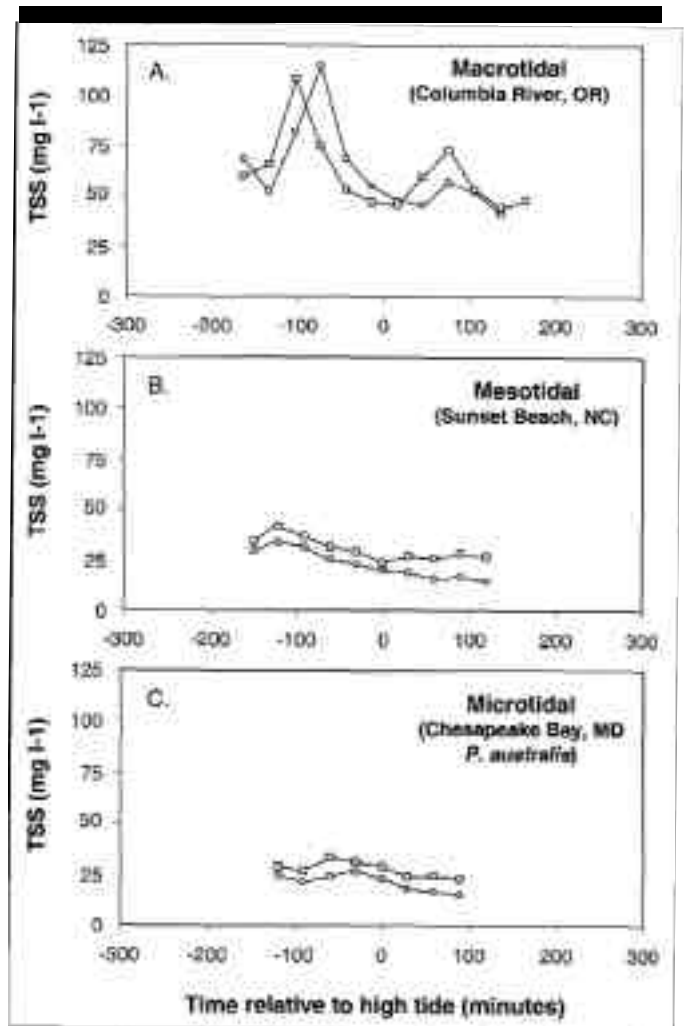 A.
Macrotidal
(Columbia River, OR)
TSS (mg l-1)
125
100
75
50
25
0
-300 -200 -100 0 100 200 300
B.
Mesotidal
(Sunset Beach, NC)
TSS (mg l-1)
125
100
75
50
25
0
-300 -200 -100 0 100 200 300
C.
Microtidal
(Chesapeake Bay, MD
P. australis)
TSS (mg l-1)
125
100
75
50
25
0
-500 -200 -100 0 100 200 300
Time relative to high tide (minutes)